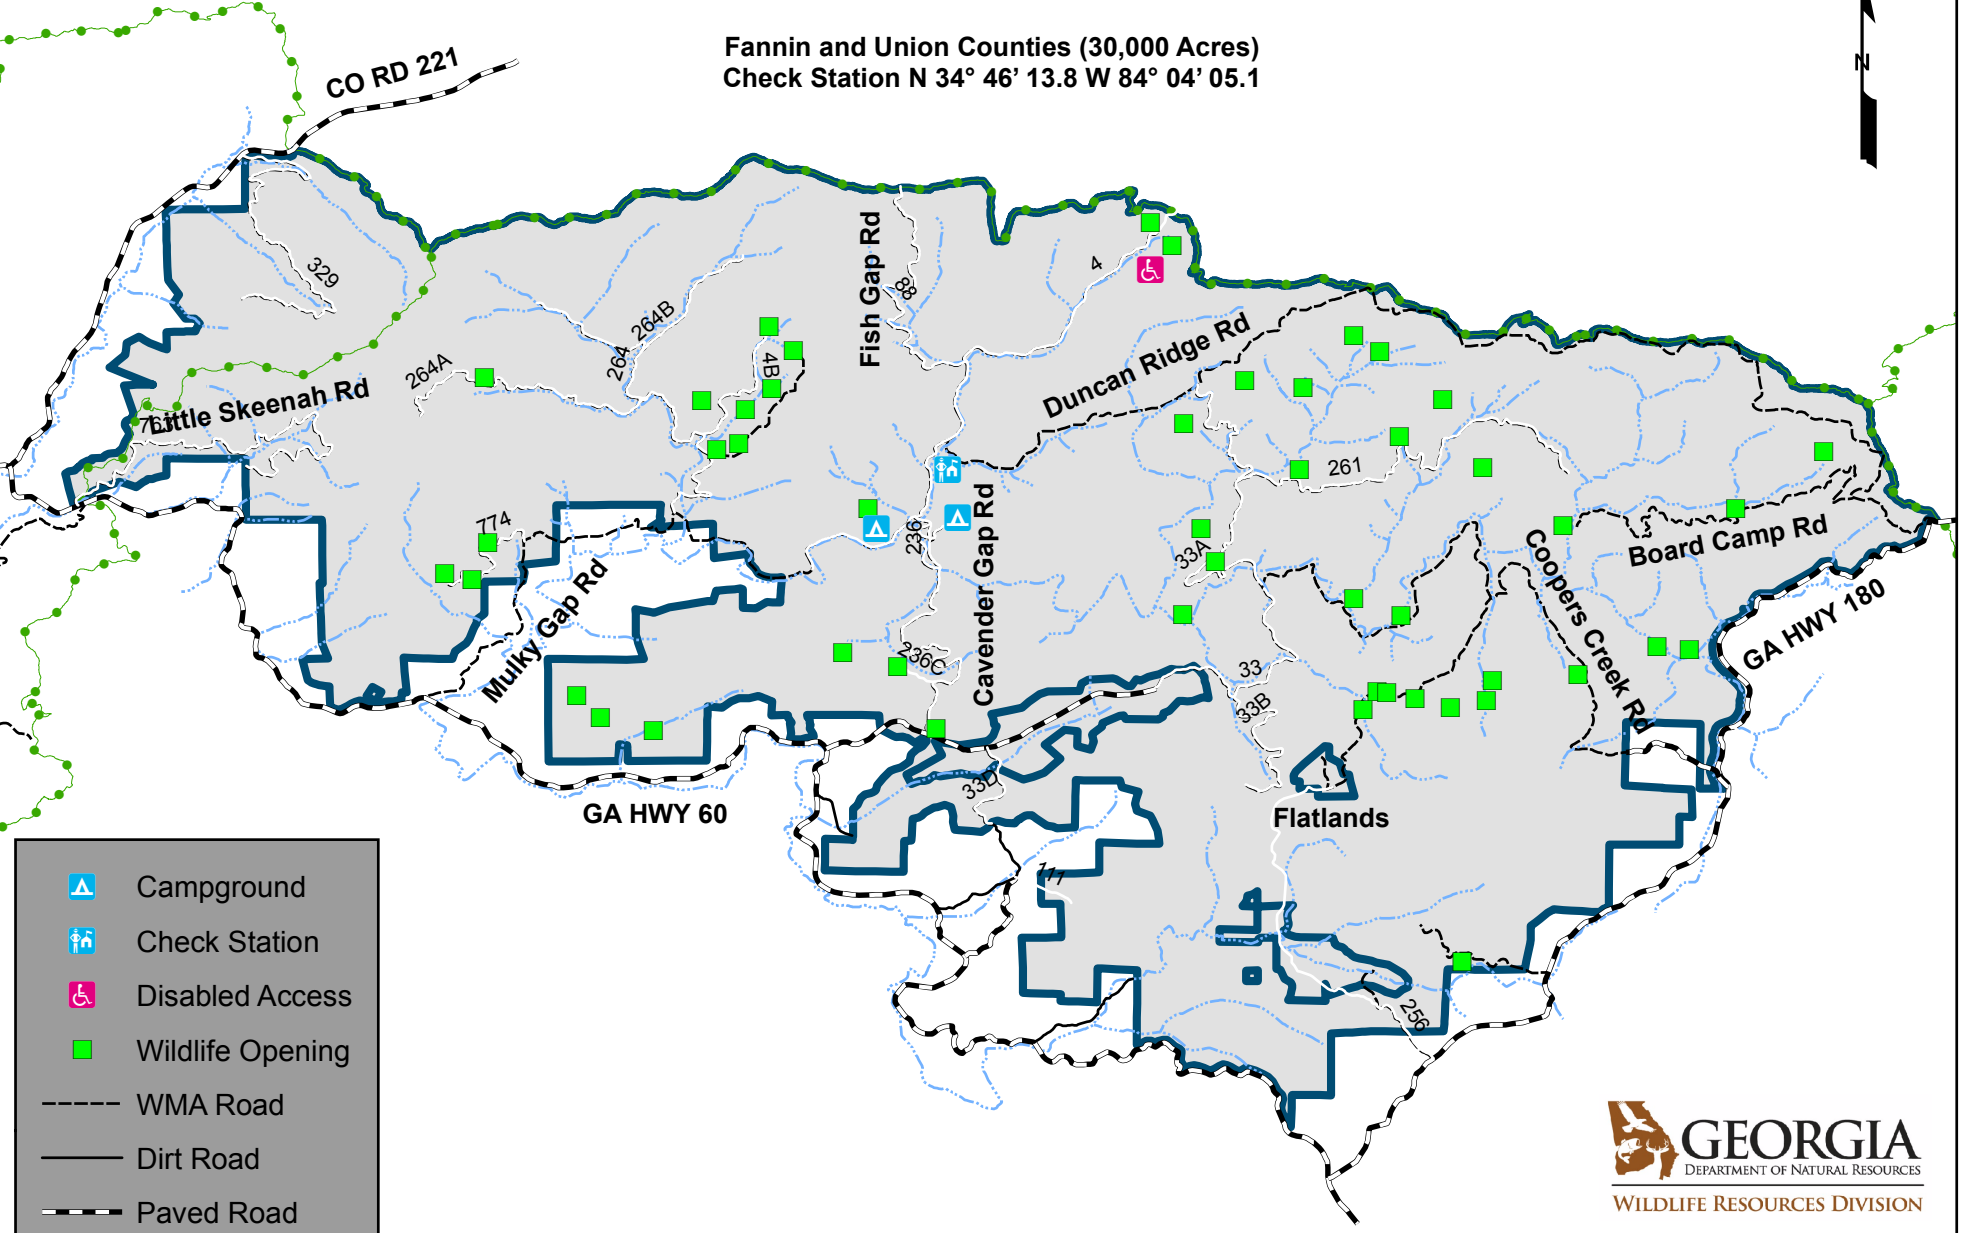 Fannin and Union Counties (30,000 Acres)
Check Station N 34° 46’ 13.8 W 84° 04’ 05.1
N
CO RD 221
329
Fish Gap Rd
88
4
264B
264
264A
4B
Duncan Ridge Rd
Little Skeenah Rd
261
774
236
Cavender Gap Rd
33A
Coopers Creek Rd
Board Camp Rd
GA HWY 180
Mulky Gap Rd
236C
33
33B
33D
GA HWY 60
Flatlands
111
256
Campground
Check Station
Disabled Access
Wildlife Opening
WMA Road
Dirt Road
Paved Road
GEORGIA
DEPARTMENT OF NATURAL RESOURCES
WILDLIFE RESOURCES DIVISION